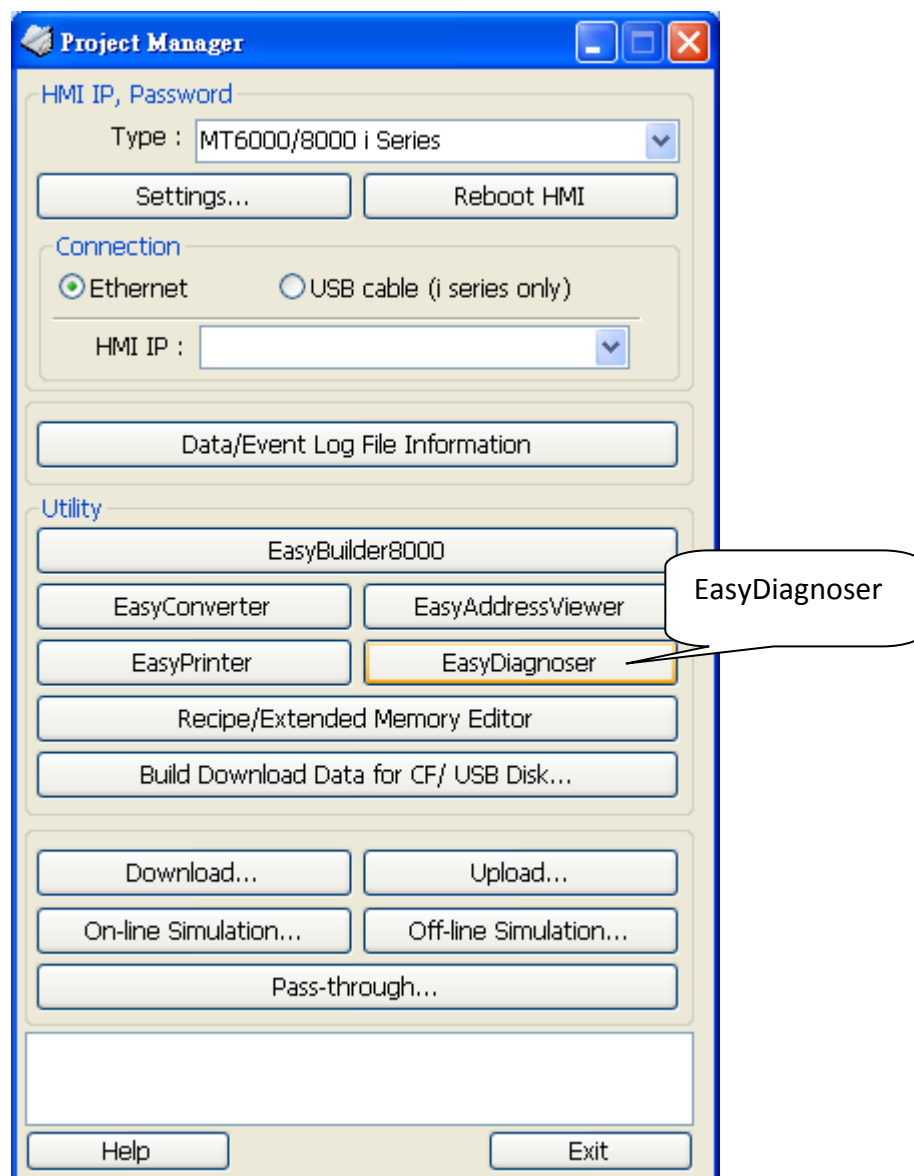 Project Manager
HMI IP, Password
Type : MT6000/8000 i Series
Settings... Reboot HMI
Connection
Ethernet USB cable (i series only)
HMI IP :
Data/Event Log File Information
Utility
EasyBuilder8000
EasyConverter EasyAddressViewer
EasyDiagnoser
EasyPrinter EasyDiagnoser
Recipe/Extended Memory Editor
Build Download Data for CF/ USB Disk...
Download... Upload...
On-line Simulation... Off-line Simulation...
Pass-through...
Help Exit